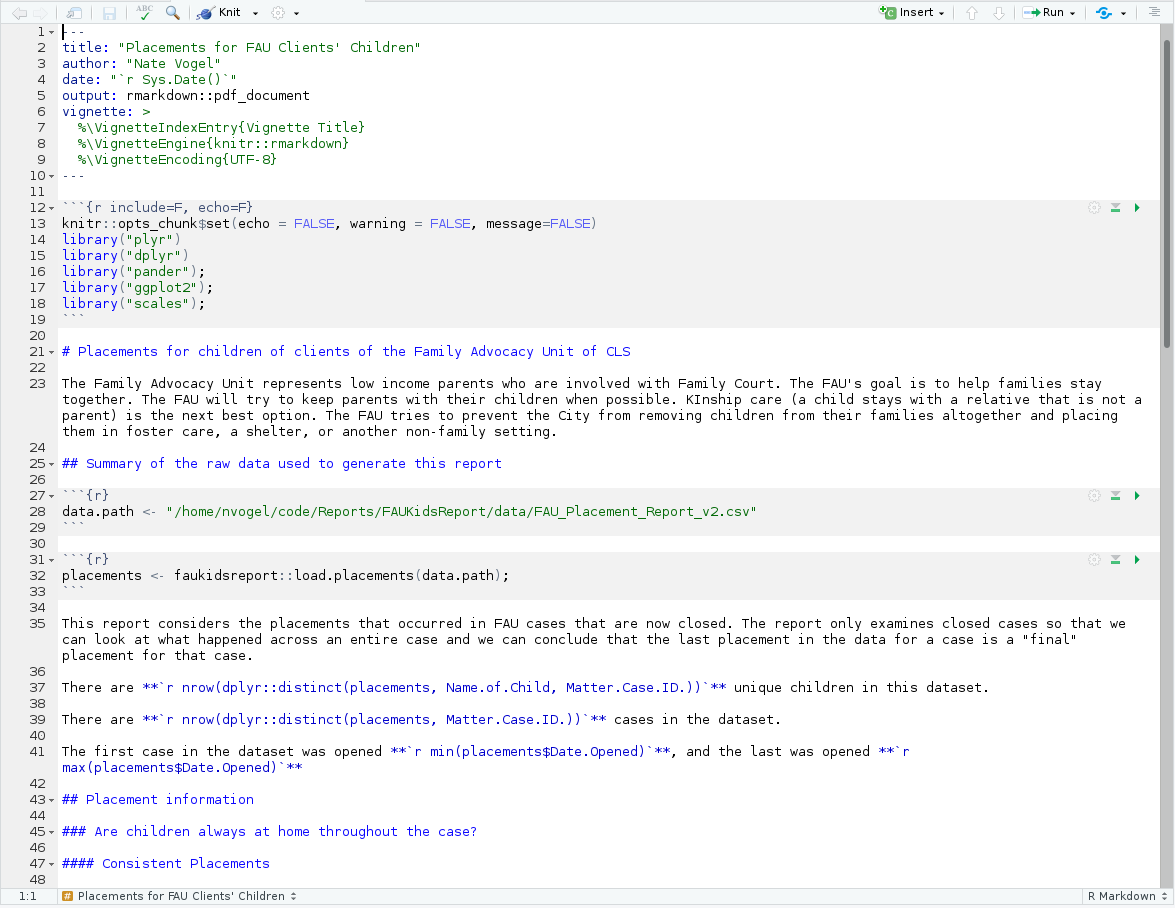 ABC Knit Insert Run
1 ---
2 title: "Placements for FAU Clients' Children"
3 author: "Nate Vogel"
4 date: "`r Sys.Date()`"
5 output: rmarkdown::pdf_document
6 vignette: >
7   %\VignetteIndexEntry{Vignette Title}
8   %\VignetteEngine{knitr::rmarkdown}
9   %\VignetteEncoding{UTF-8}
10 ---
11
12 ```{r include=F, echo=F}
13 knitr::opts_chunk$set(echo = FALSE, warning = FALSE, message=FALSE)
14 library("plyr")
15 library("dplyr")
16 library("pander");
17 library("ggplot2");
18 library("scales");
19 ```
20
21 # Placements for children of clients of the Family Advocacy Unit of CLS
22
23 The Family Advocacy Unit represents low income parents who are involved with Family Court. The FAU's goal is to help families stay
together. The FAU will try to keep parents with their children when possible. KInship care (a child stays with a relative that is not a
parent) is the next best option. The FAU tries to prevent the City from removing children from their families altogether and placing
them in foster care, a shelter, or another non-family setting.
24
25 ## Summary of the raw data used to generate this report
26
27 ```{r}
28 data.path <- "/home/nvogel/code/Reports/FAUKidsReport/data/FAU_Placement_Report_v2.csv"
29 ```
30
31 ```{r}
32 placements <- faukidsreport::load.placements(data.path);
33 ```
34
35 This report considers the placements that occurred in FAU cases that are now closed. The report only examines closed cases so that we
can look at what happened across an entire case and we can conclude that the last placement in the data for a case is a "final"
placement for that case.
36
37 There are **`r nrow(dplyr::distinct(placements, Name.of.Child, Matter.Case.ID.))`** unique children in this dataset.
38
39 There are **`r nrow(dplyr::distinct(placements, Matter.Case.ID.))`** cases in the dataset.
40
41 The first case in the dataset was opened **`r min(placements$Date.Opened)`**, and the last was opened **`r
max(placements$Date.Opened)`**
42
43 ## Placement information
44
45 ### Are children always at home throughout the case?
46
47 #### Consistent Placements
48
1:1 # Placements for FAU Clients' Children R Markdown